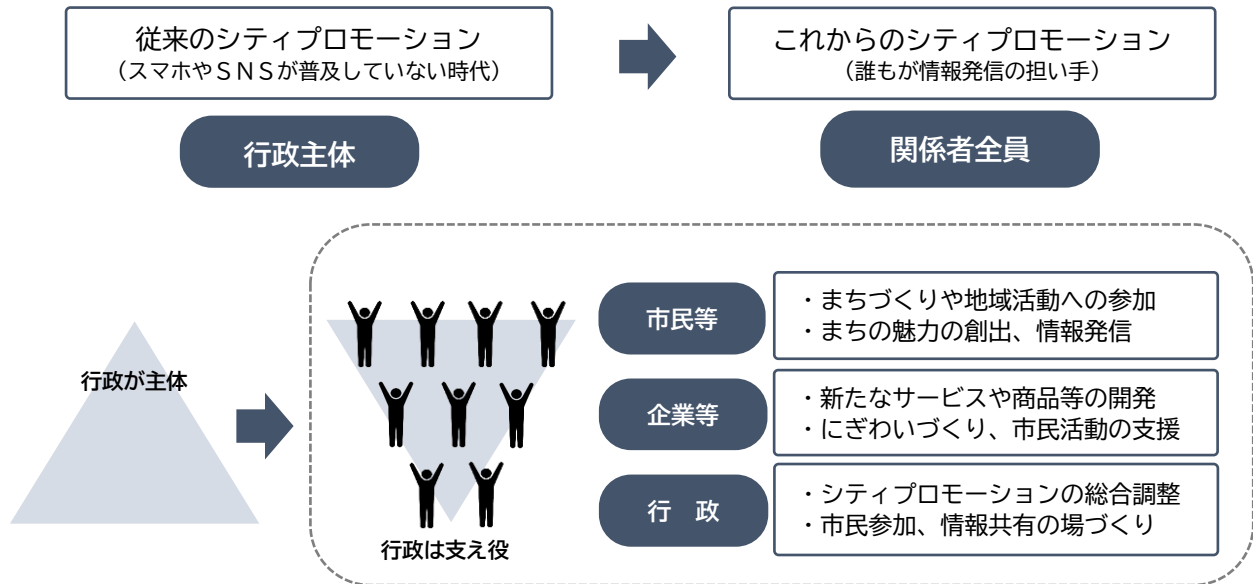 従来のシティプロモーション
（スマホやＳＮＳが普及していない時代）
これからのシティプロモーション
（誰もが情報発信の担い手）
行政主体
関係者全員
行政が主体
行政は支え役
市民等
・まちづくりや地域活動への参加
・まちの魅力の創出、情報発信
企業等
・新たなサービスや商品等の開発
・にぎわいづくり、市民活動の支援
行　政
・シティプロモーションの総合調整
・市民参加、情報共有の場づくり